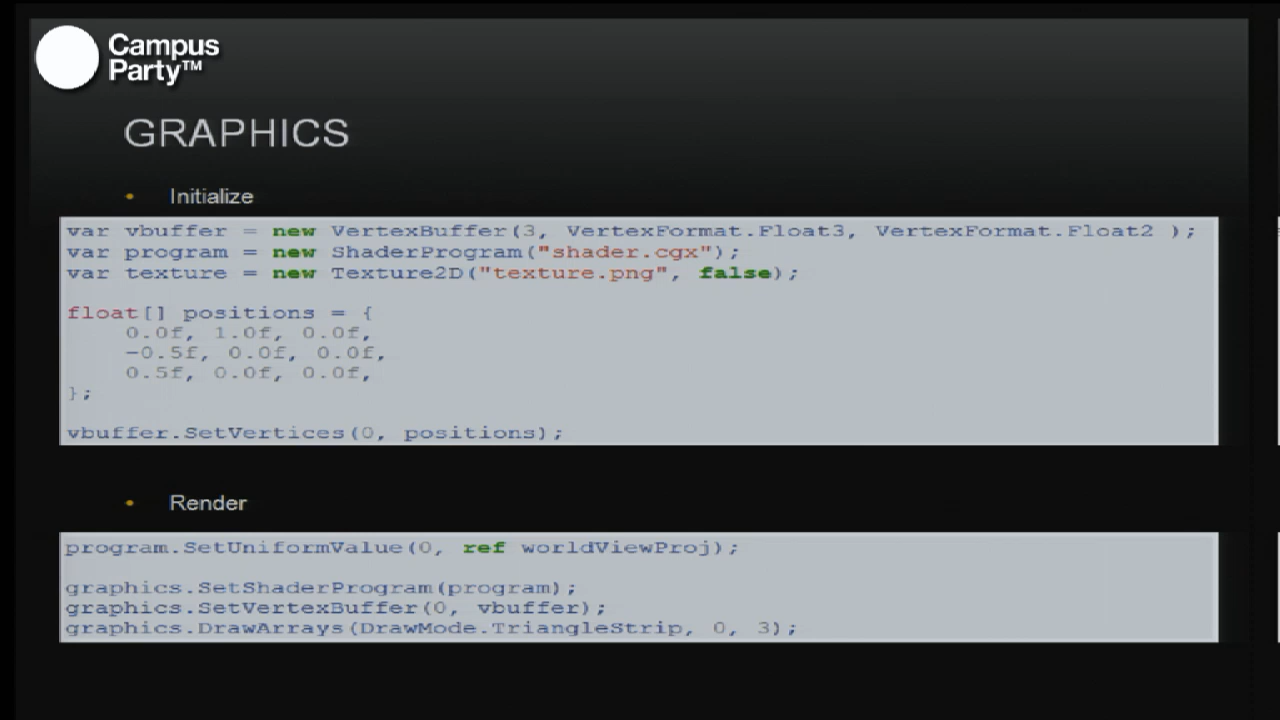 Campus
Party™
GRAPHICS
• Initialize
var vbuffer = new VertexBuffer(3, VertexFormat.Float3, VertexFormat.Float2 );
var program = new ShaderProgram("shader.cgx");
var texture = new Texture2D("texture.png", false);
float[] positions = {
0.0f, 1.0f, 0.0f,
-0.5f, 0.0f, 0.0f,
0.5f, 0.0f, 0.0f,
};
vbuffer.SetVertices(0, positions);
• Render
program.SetUniformValue(0, ref worldViewProj);
graphics.SetShaderProgram(program);
graphics.SetVertexBuffer(0, vbuffer);
graphics.DrawArrays(DrawMode.TriangleStrip, 0, 3);